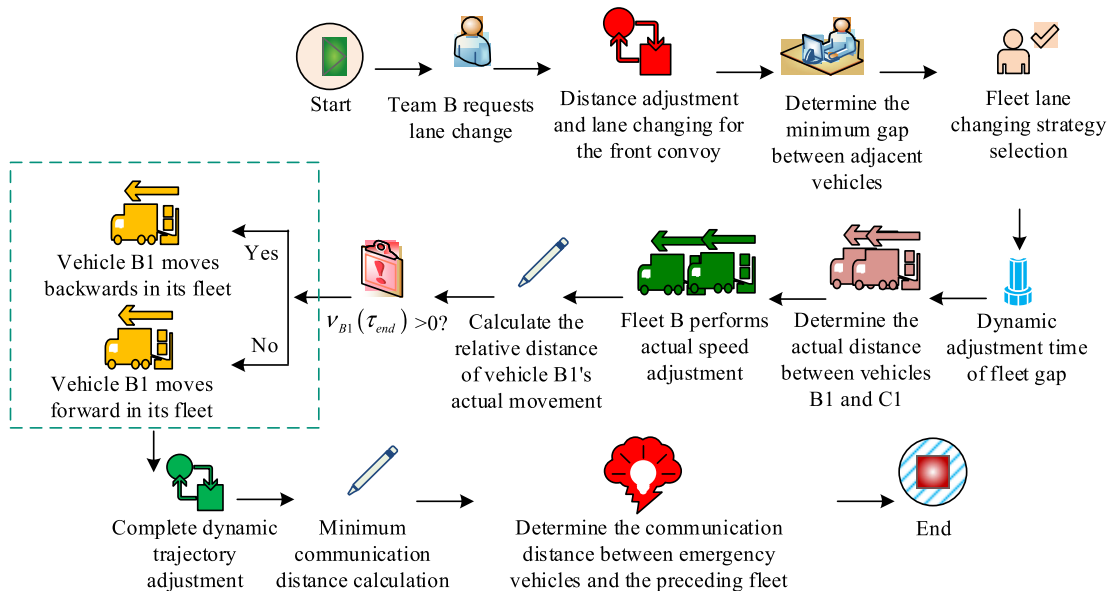 Start
Team B requests
lane change
Distance adjustment
and lane changing for
the front convoy
Determine the
minimum gap
between adjacent
vehicles
Fleet lane
changing strategy
selection
Dynamic
adjustment time
of fleet gap
Determine the
actual distance
between vehicles
B1 and C1
Fleet B performs
actual speed
adjustment
Calculate the
relative distance
of vehicle B1's
actual movement
v_{B1}(τ_{end}) >0?
Yes
Vehicle B1 moves
backwards in its fleet
No
Vehicle B1 moves
forward in its fleet
Complete dynamic
trajectory
adjustment
Minimum
communication
distance calculation
Determine the communication
distance between emergency
vehicles and the preceding fleet
End